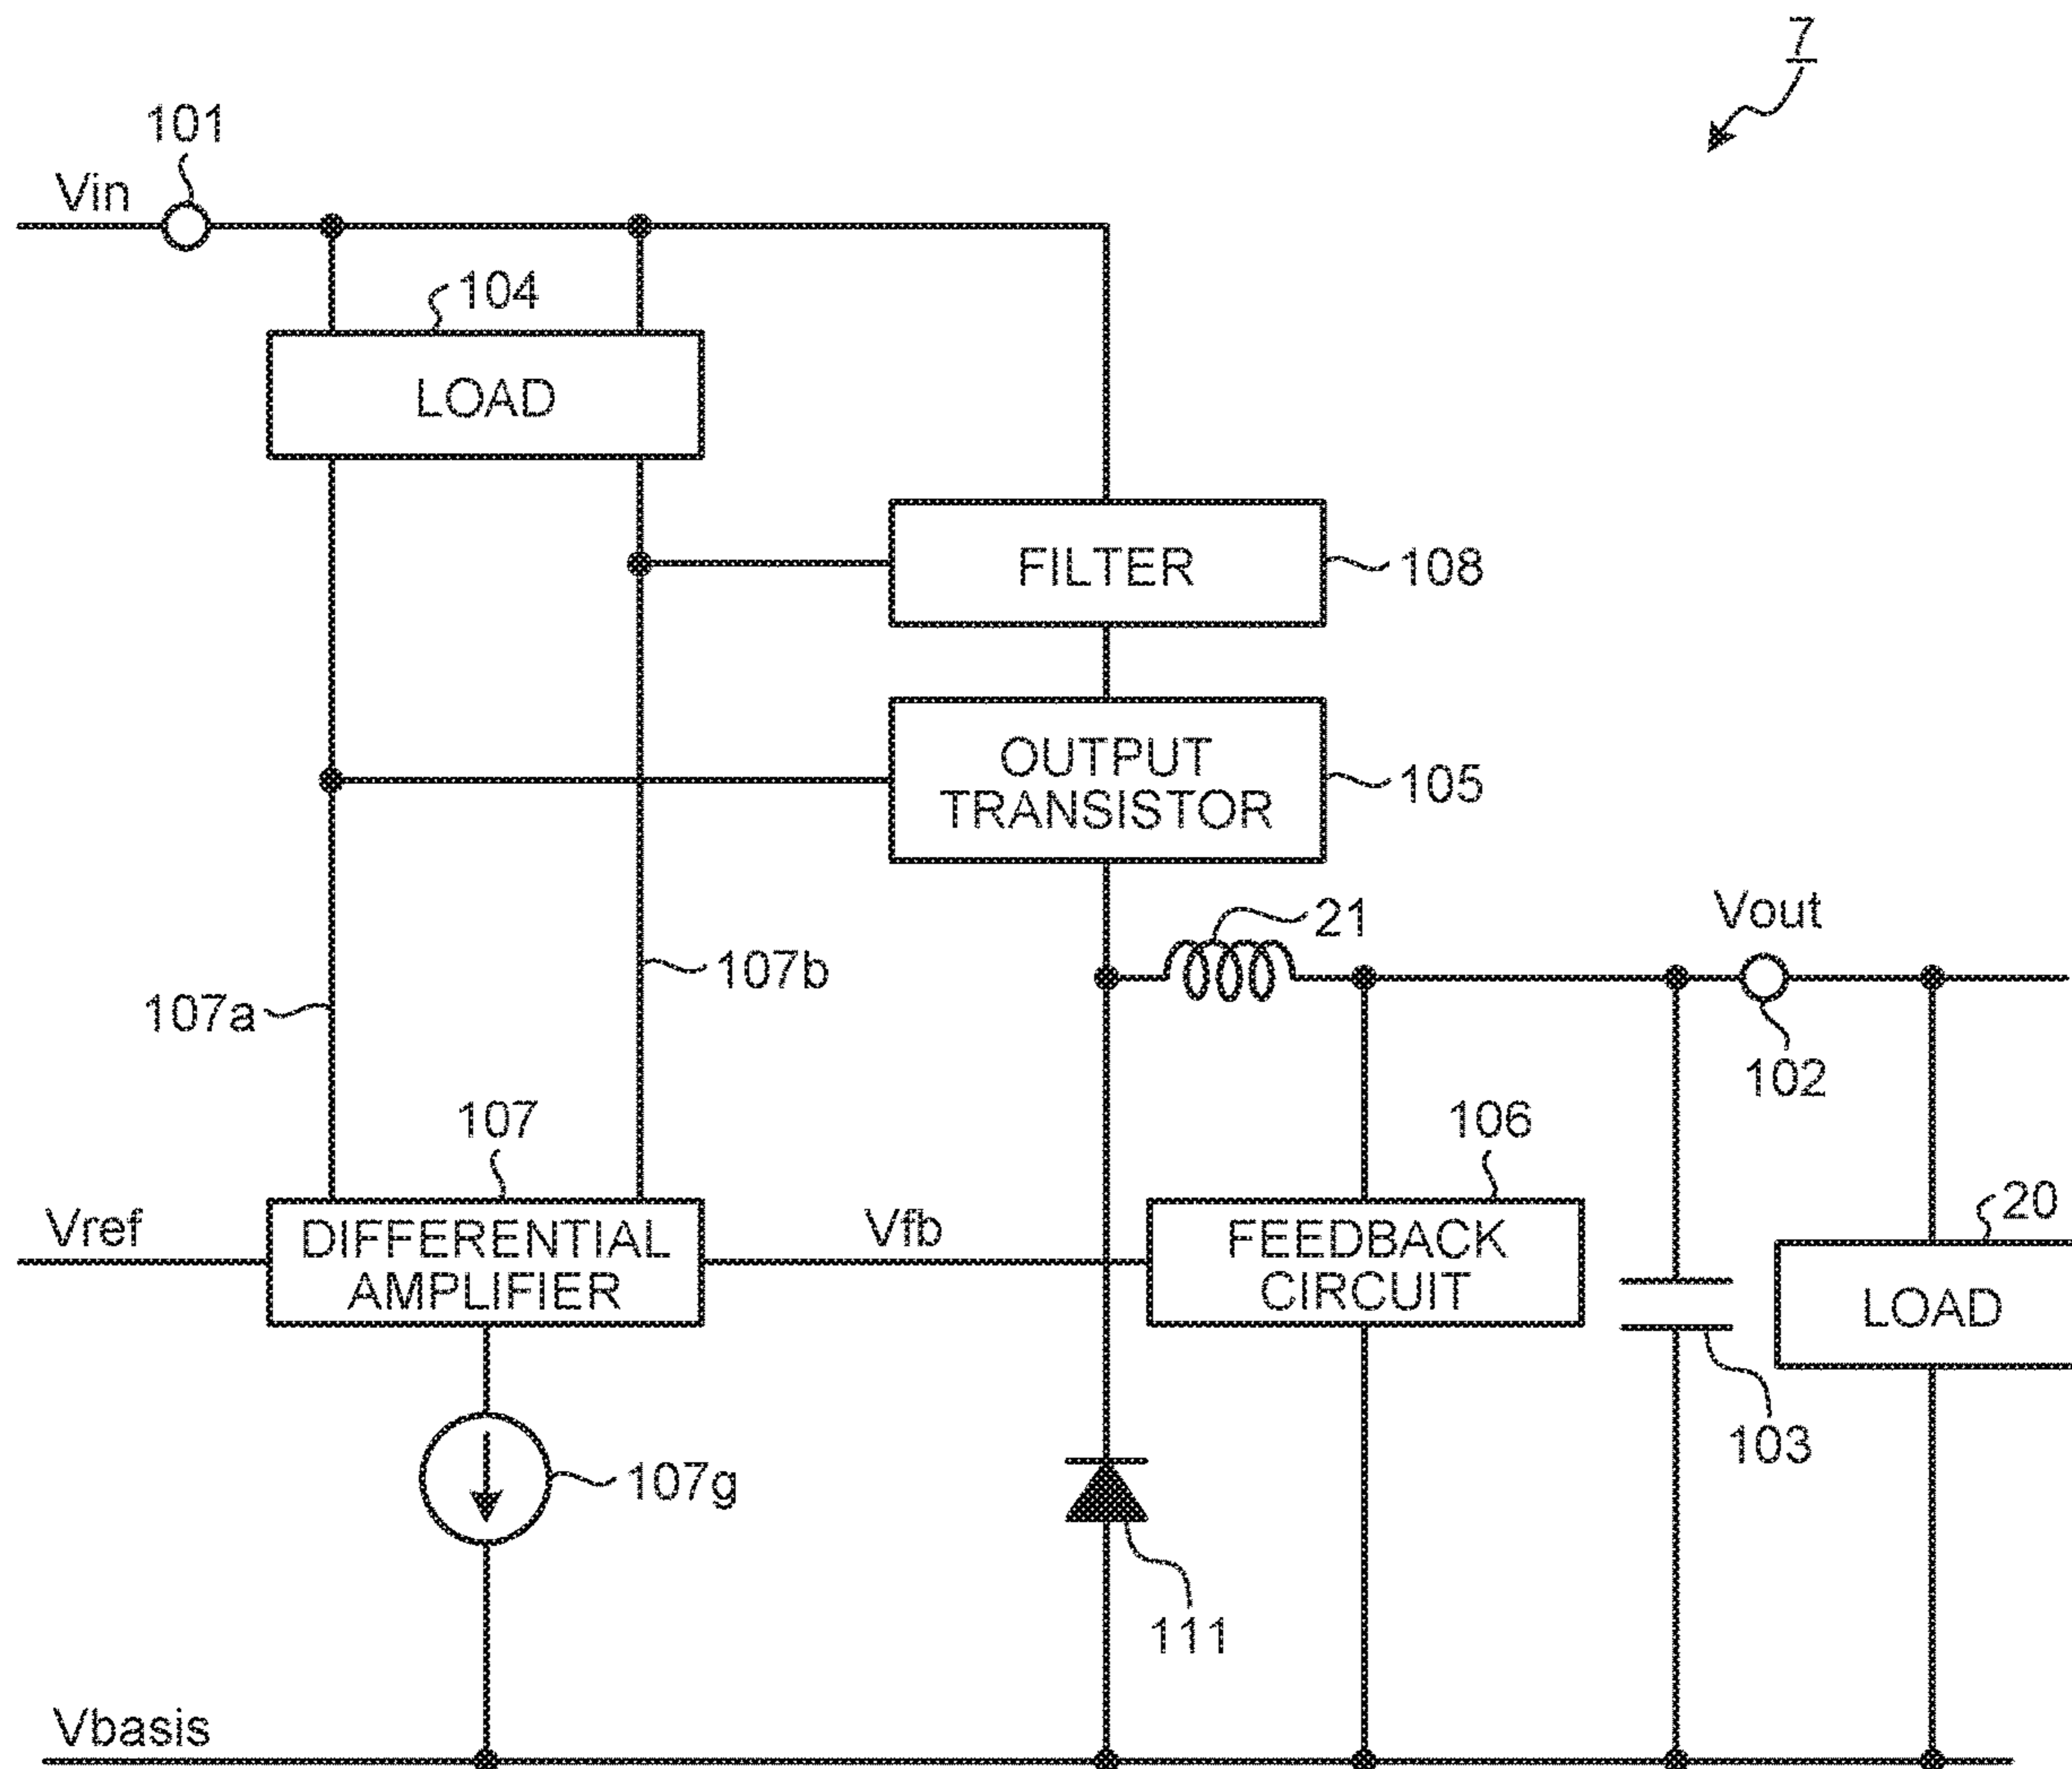 7
101
Vin
104
LOAD
FILTER
108
OUTPUT
TRANSISTOR
105
21
Vout
107b
107a
102
107
106
Vref
DIFFERENTIAL
AMPLIFIER
Vfb
FEEDBACK
CIRCUIT
20
LOAD
103
107g
111
Vbasis